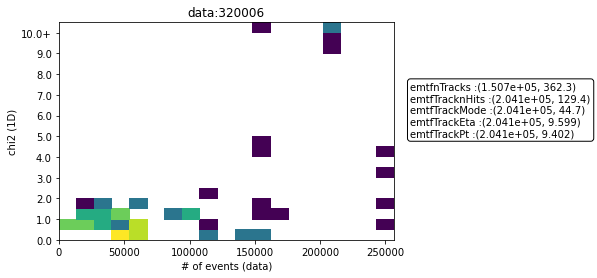 data:320006
10.0+
9.0
8.0
7.0
6.0
5.0
4.0
3.0
2.0
1.0
0.0
chi2 (1D)
0
50000
100000
150000
200000
250000
# of events (data)
emtfnTracks :(1.507e+05, 362.3)
emtfTracknHits :(2.041e+05, 129.4)
emtfTrackMode :(2.041e+05, 44.7)
emtfTrackEta :(2.041e+05, 9.599)
emtfTrackPt :(2.041e+05, 9.402)